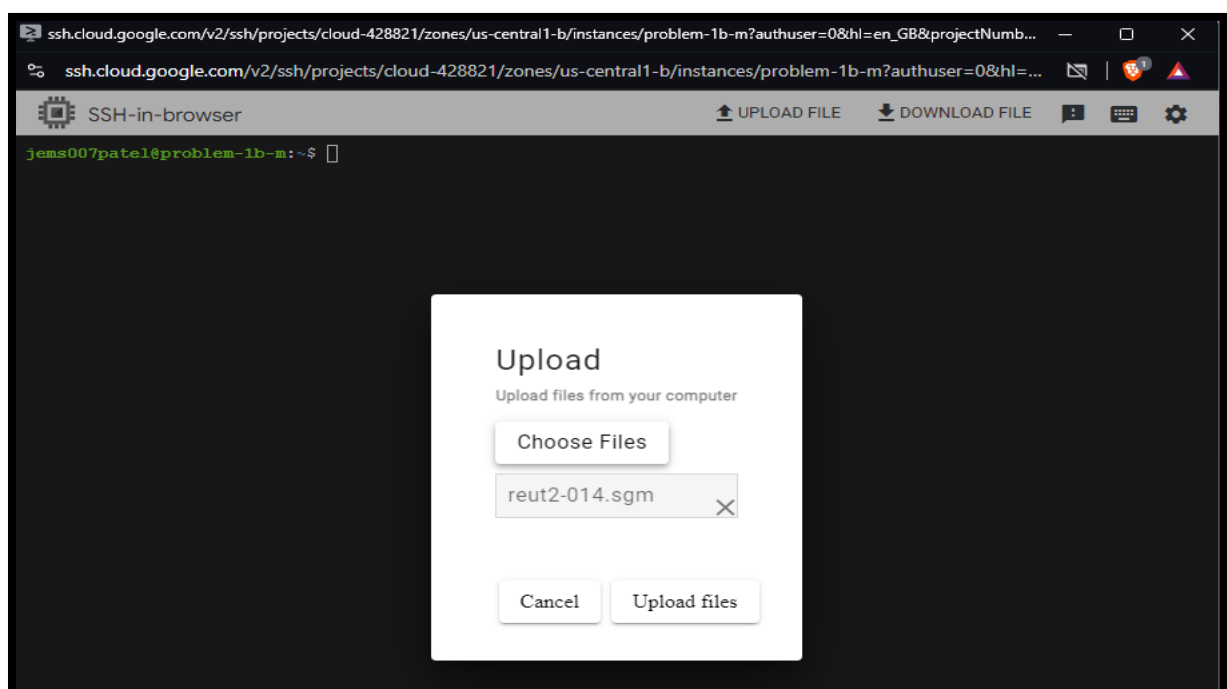 ssh.cloud.google.com/v2/ssh/projects/cloud-428821/zones/us-central1-b/instances/problem-1b-m?authuser=0&hl=en_GB&projectNumb...
ssh.cloud.google.com/v2/ssh/projects/cloud-428821/zones/us-central1-b/instances/problem-1b-m?authuser=0&hl=... 1
SSH-in-browser UPLOAD FILE DOWNLOAD FILE
jems007patel@problem-1b-m:~$
Upload
Upload files from your computer
Choose Files
reut2-014.sgm
Cancel Upload files